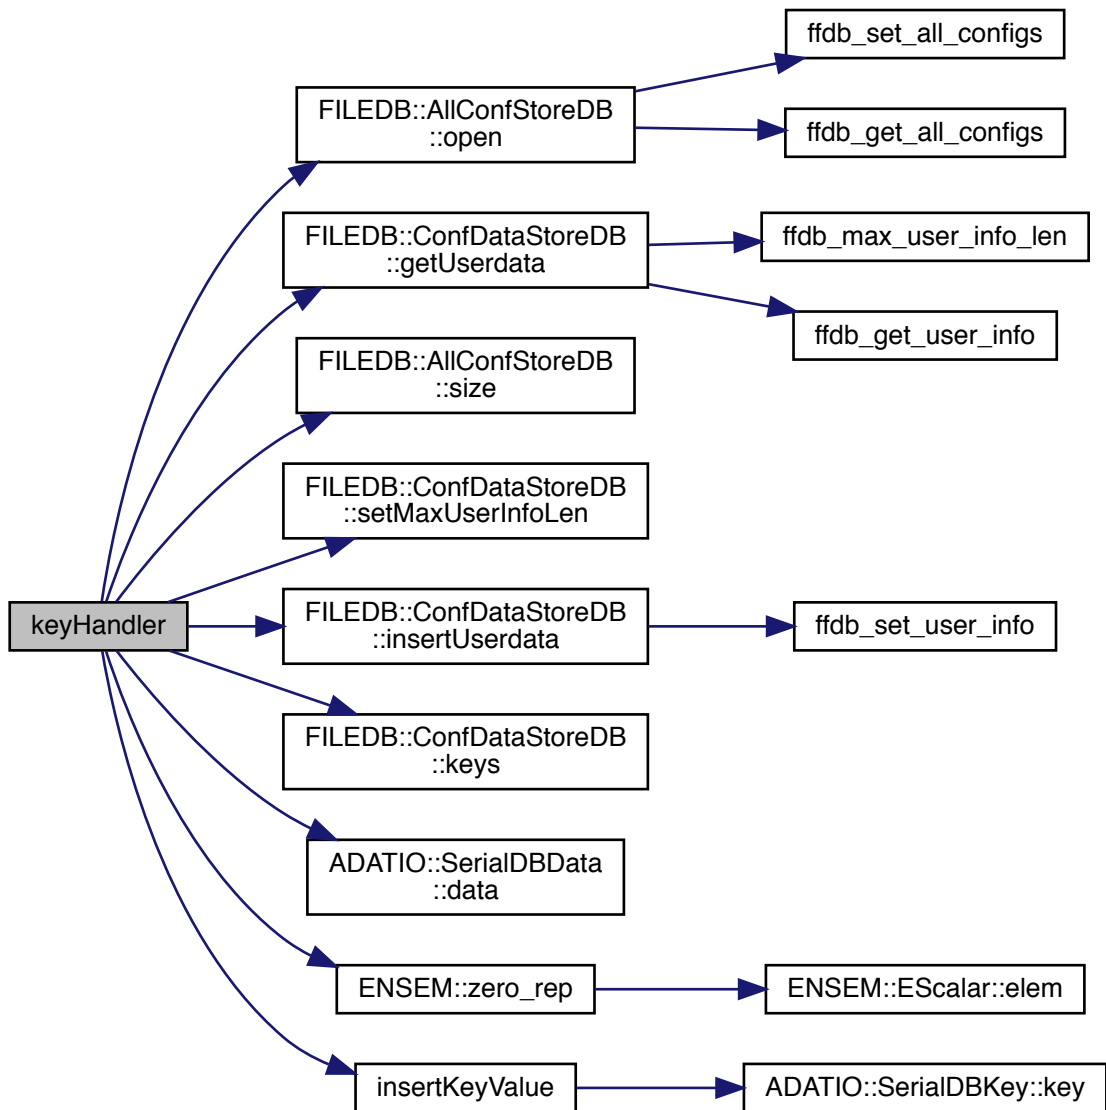 ffdb_set_all_configs
FILEDB::AllConfStoreDB
::open
ffdb_get_all_configs
FILEDB::ConfDataStoreDB
::getUserdata
ffdb_max_user_info_len
ffdb_get_user_info
FILEDB::AllConfStoreDB
::size
FILEDB::ConfDataStoreDB
::setMaxUserInfoLen
keyHandler
FILEDB::ConfDataStoreDB
::insertUserdata
ffdb_set_user_info
FILEDB::ConfDataStoreDB
::keys
ADATIO::SerialDBData
::data
ENSEM::zero_rep
ENSEM::EScalar::elem
insertKeyValue
ADATIO::SerialDBKey::key